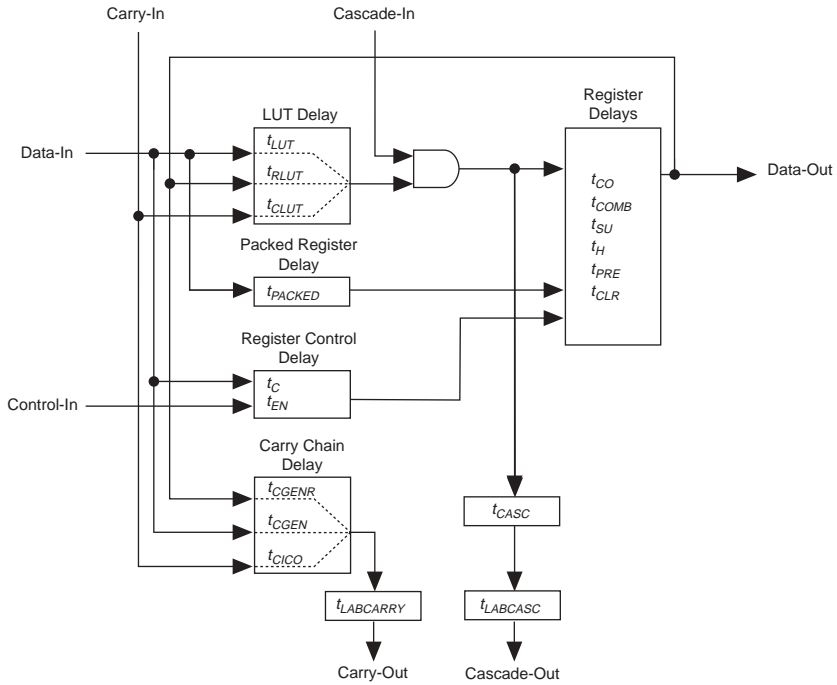 Carry-In
Cascade-In
LUT Delay
Register
Delays
Data-In
tLUT
tRLUT
tCLUT
Data-Out
tCO
tCOMB
tSU
tH
tPRE
tCLR
Packed Register
Delay
tPACKED
Register Control
Delay
tC
tEN
Control-In
Carry Chain
Delay
tCGENR
tCGEN
tCICO
tCASC
tLABCARRY
tLABCASC
Carry-Out
Cascade-Out